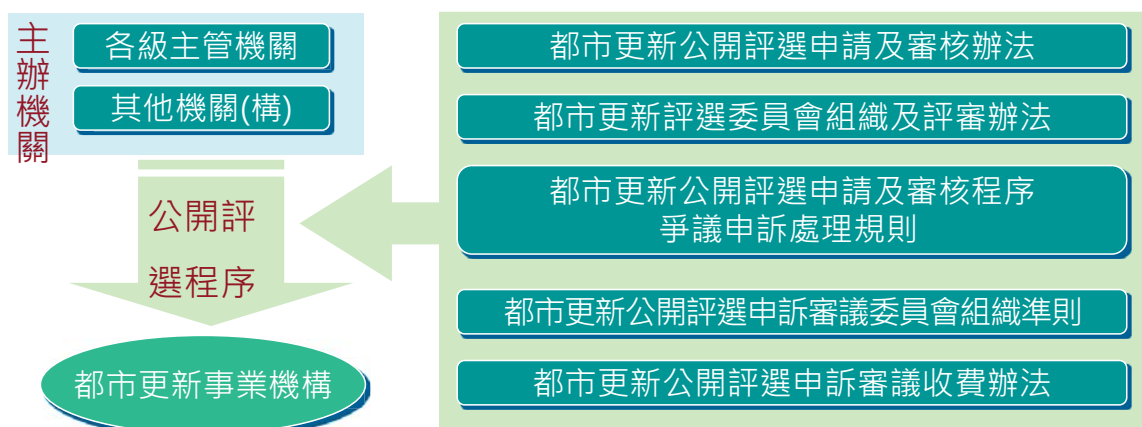 主辦機關
各級主管機關
其他機關(構)
公開評
選程序
都市更新事業機構
都市更新公開評選申請及審核辦法
都市更新評選委員會組織及評審辦法
都市更新公開評選申請及審核程序
爭議申訴處理規則
都市更新公開評選申訴審議委員會組織準則
都市更新公開評選申訴審議收費辦法